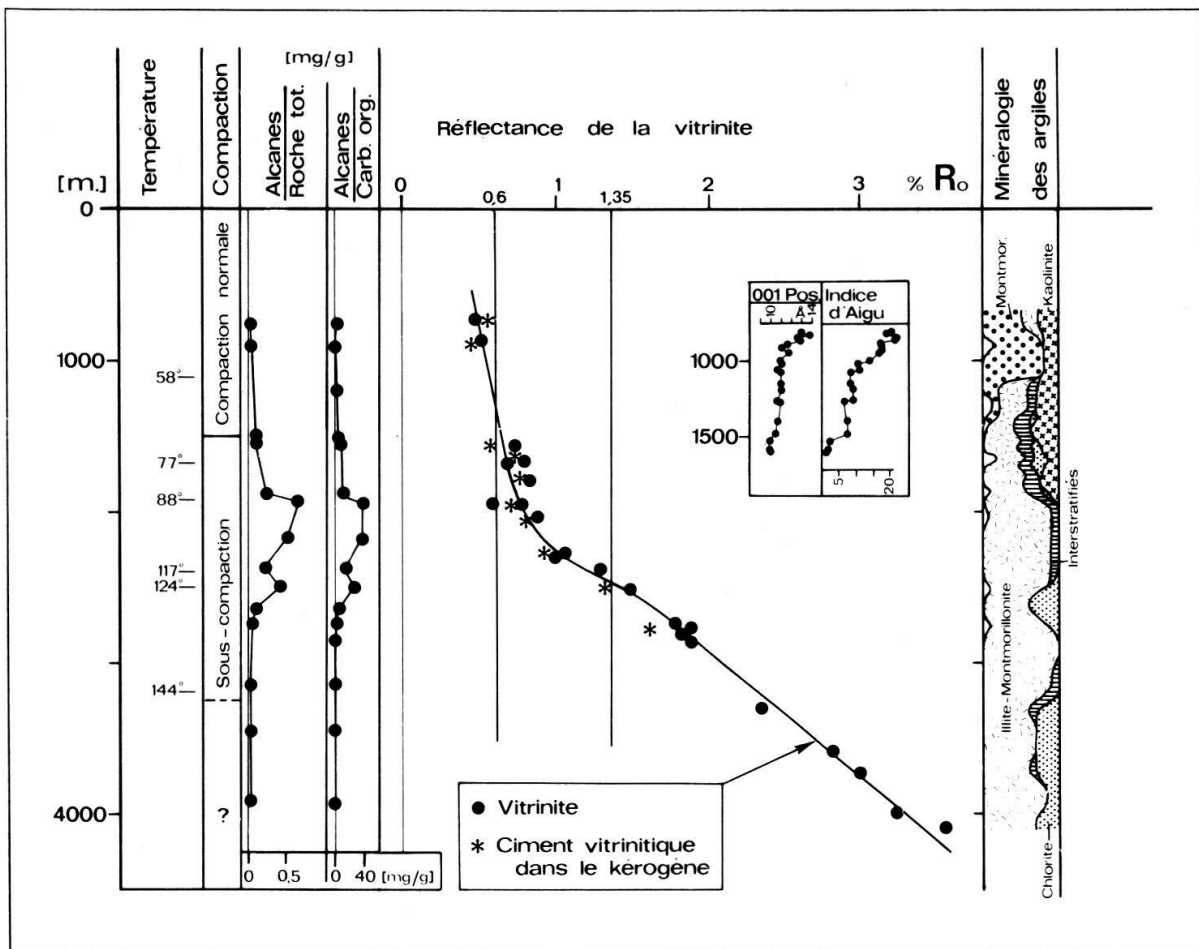 [m.]
Température
Compaction
[mg/g]
Alcanes
Roche tot.
Alcanes
Carb. org.
Réflectance de la vitrinite
0
1
2
3
% Ro
0,6
1,35
Minéralogie
des argiles
0
1000
4000
58°
77°
88°
117°
124°
144°
Compaction normale
Sous-compaction
?
0
0,5
0
40
[mg/g]
001 Pos.
Indice
d'Aigu
10
Å
14
1000
1500
5
20
Montmor.
Kaolinite
Illite-Montmorillonite
Interstratifiés
Chlorite
● Vitrinite
* Ciment vitrinitique
dans le kérogène